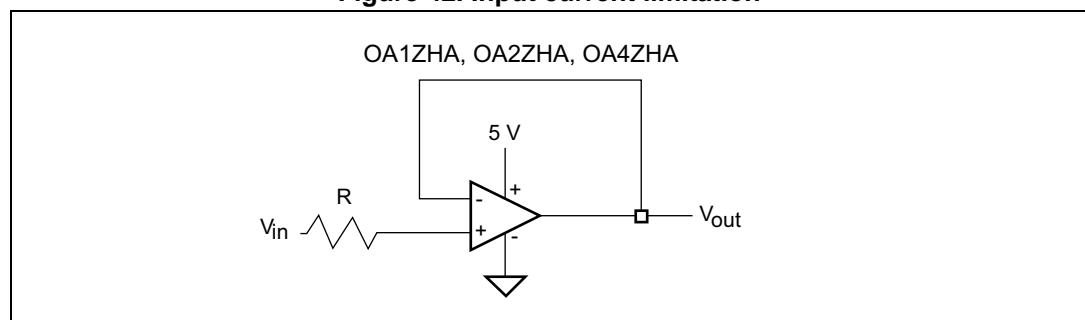 Figure 42. Input current limitation
OA1ZHA, OA2ZHA, OA4ZHA
5 V
+
R
-
Vin
+
-
Vout